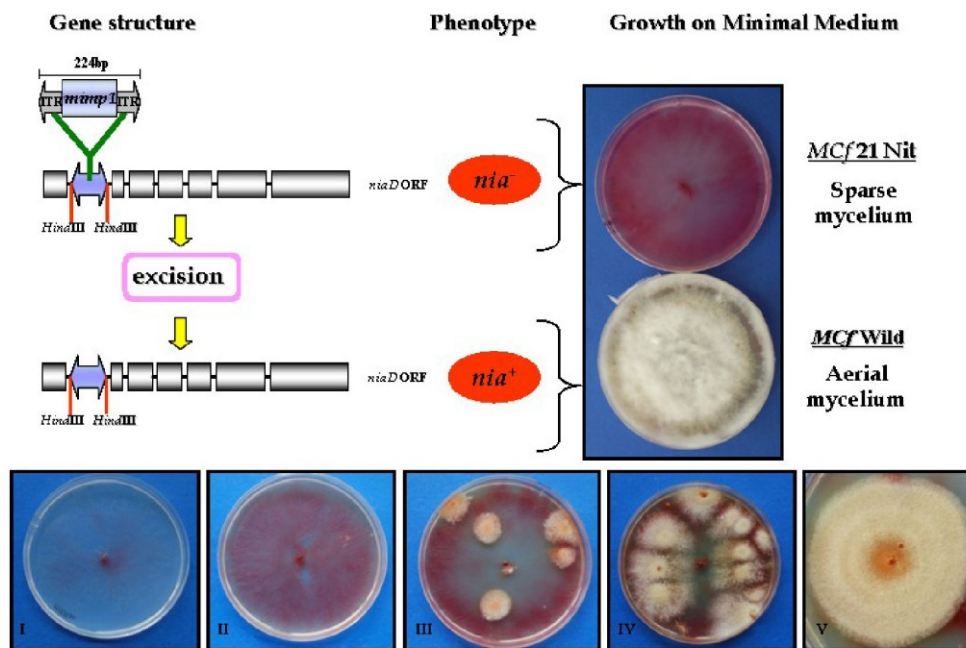 Gene structure
Phenotype
Growth on Minimal Medium
224bp
ITR mimp1 ITR
niaD ORF
HindIII HindIII
nia-
MCf 21 Nit
Sparse
mycelium
excision
niaD ORF
HindIII HindIII
nia+
MCf Wild
Aerial
mycelium
I
II
III
IV
V